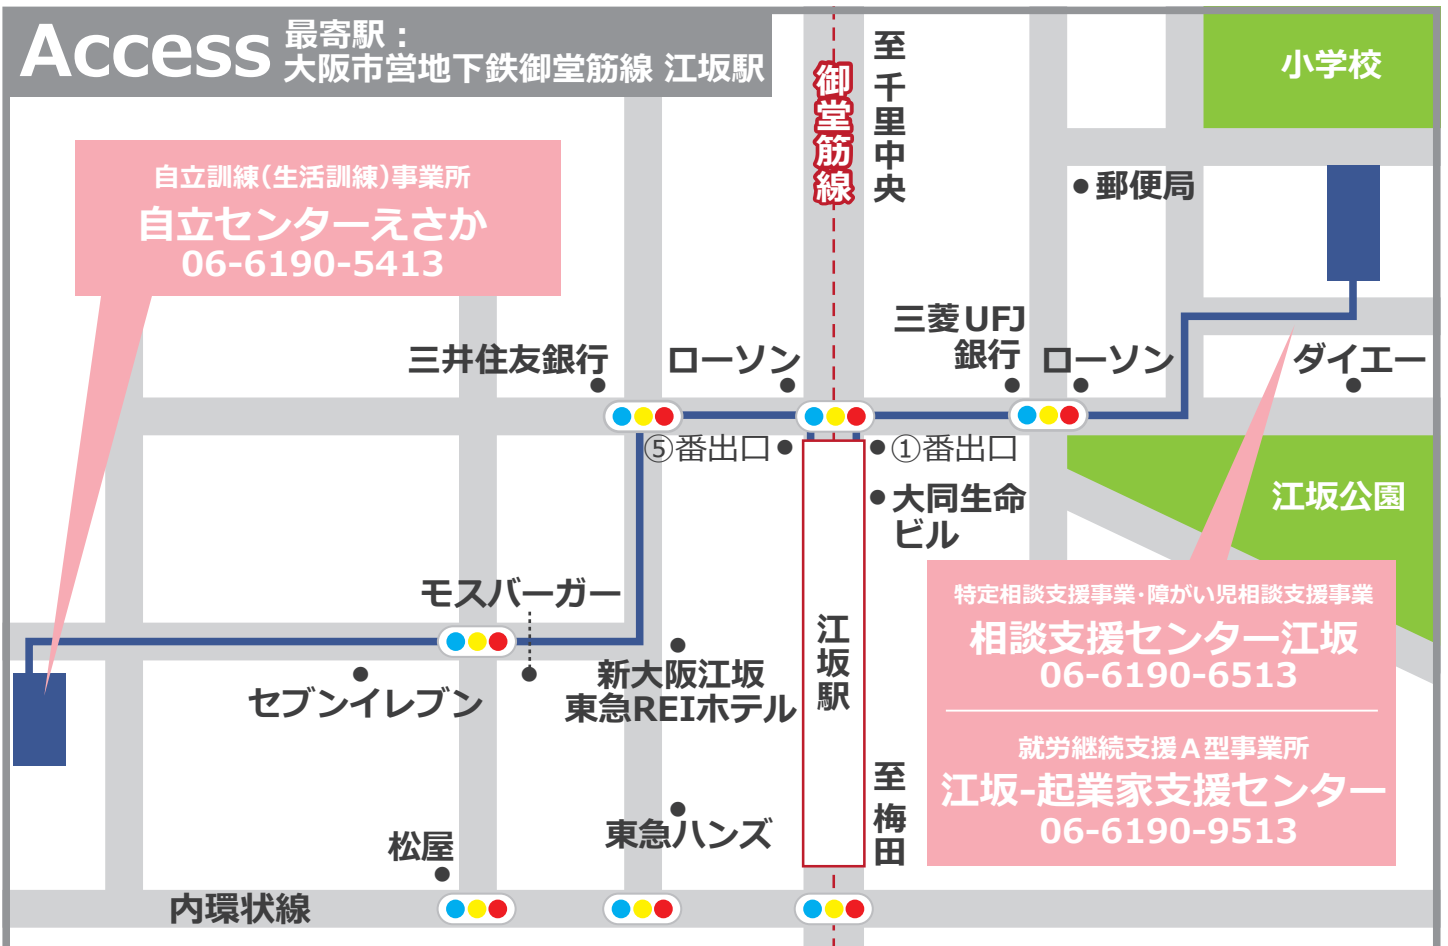 Access
最寄駅：
大阪市営地下鉄御堂筋線 江坂駅
御堂筋線
至 千里中央
小学校
自立訓練（生活訓練）事業所
自立センターえさか
06-6190-5413
郵便局
三井住友銀行
ローソン
三菱UFJ
銀行
ローソン
ダイエー
⑤番出口
①番出口
大同生命
ビル
江坂公園
モスバーガー
セブンイレブン
新大阪江坂
東急REIホテル
江坂駅
特定相談支援事業・障がい児相談支援事業
相談支援センター江坂
06-6190-6513
就労継続支援A型事業所
江坂-起業家支援センター
06-6190-9513
至 梅田
東急ハンズ
松屋
内環状線